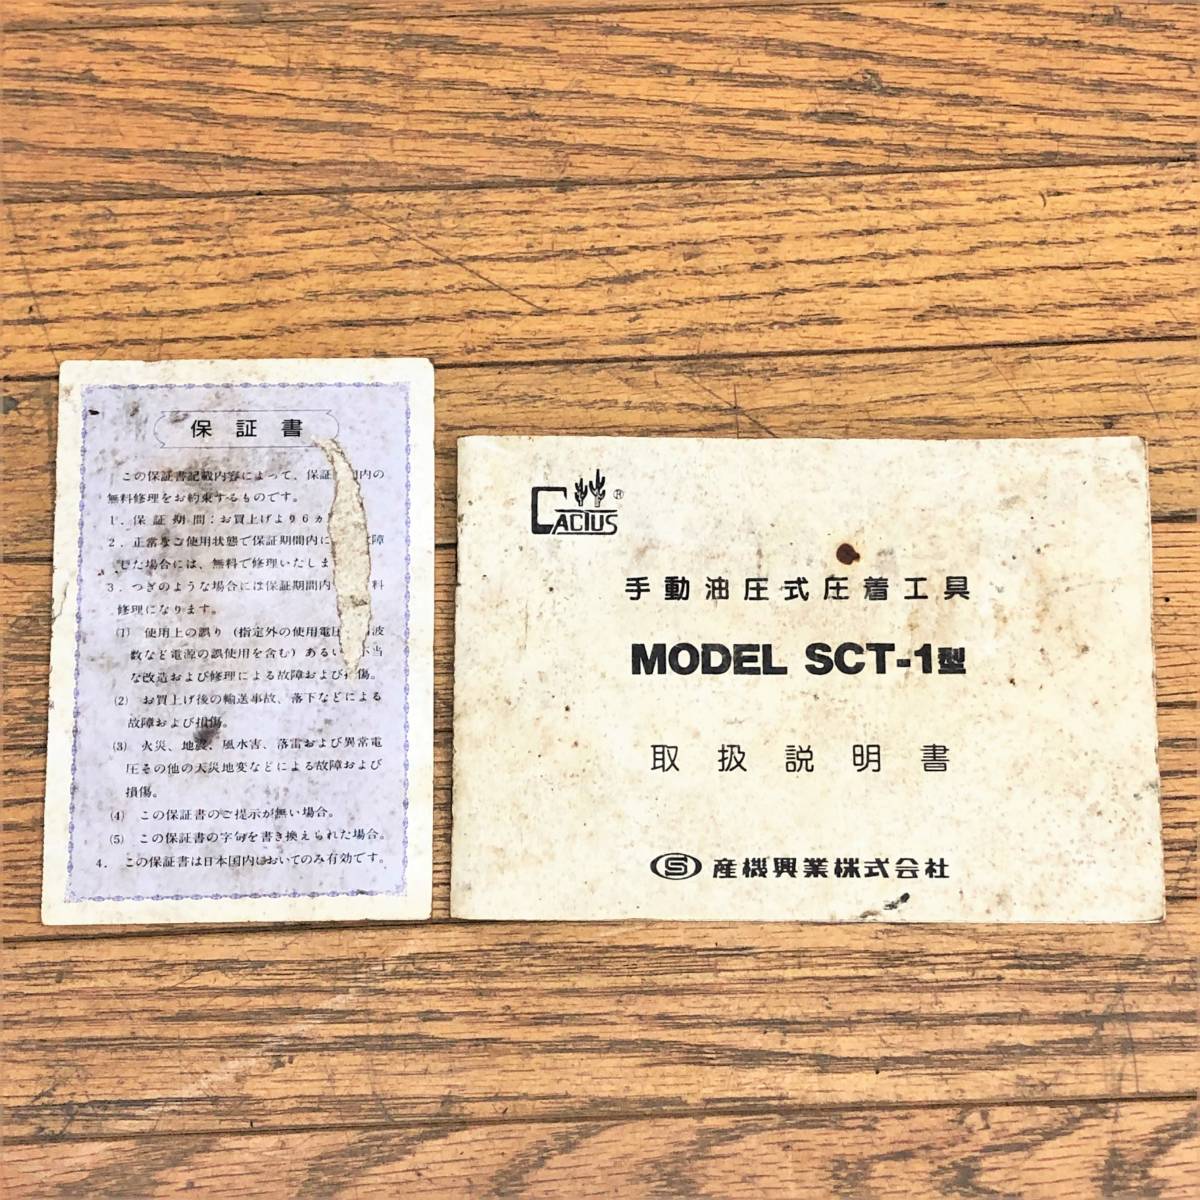 保証書
この保証書記載内容によって、保証 間内の
無料修理をお約束するものです。
1．保証期間：お買上げより6カ
2．正常なご使用状態で保証期間内に 障
した場合には、無料で修理いたしま
3．つぎのような場合には保証期間内 料
修理になります。
(1) 使用上の誤り（指定外の使用電圧 波
数など電源の誤使用を含む）あるい 当
な改造および修理による故障および 傷。
(2) お買上げ後の輸送事故、落下などによる
故障および損傷。
(3) 火災、地震、風水害、落雷および異常電
圧その他の天災地変などによる故障および
損傷。
(4) この保証書のご提示が無い場合。
(5) この保証書の字句を書き換えられた場合。
4．この保証書は日本国内においてのみ有効です。
CACTUS®
手動油圧式圧着工具
MODEL SCT-1型
取扱説明書
S 産機興業株式会社